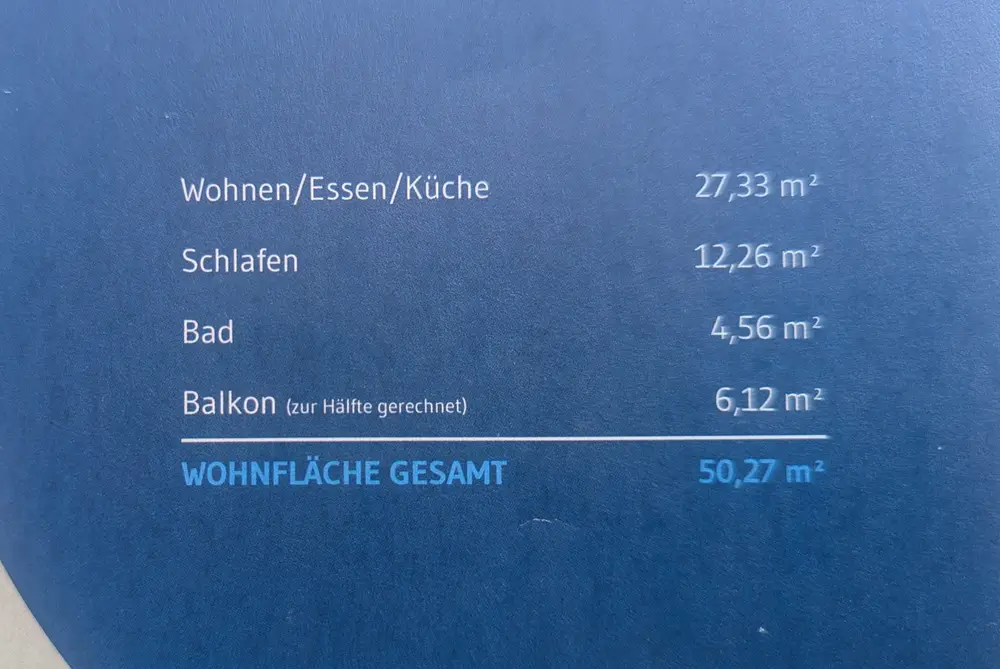 Wohnen/Essen/Küche 27,33 m²
Schlafen 12,26 m²
Bad 4,56 m²
Balkon (zur Hälfte gerechnet) 6,12 m²
WOHNFLÄCHE GESAMT 50,27 m²